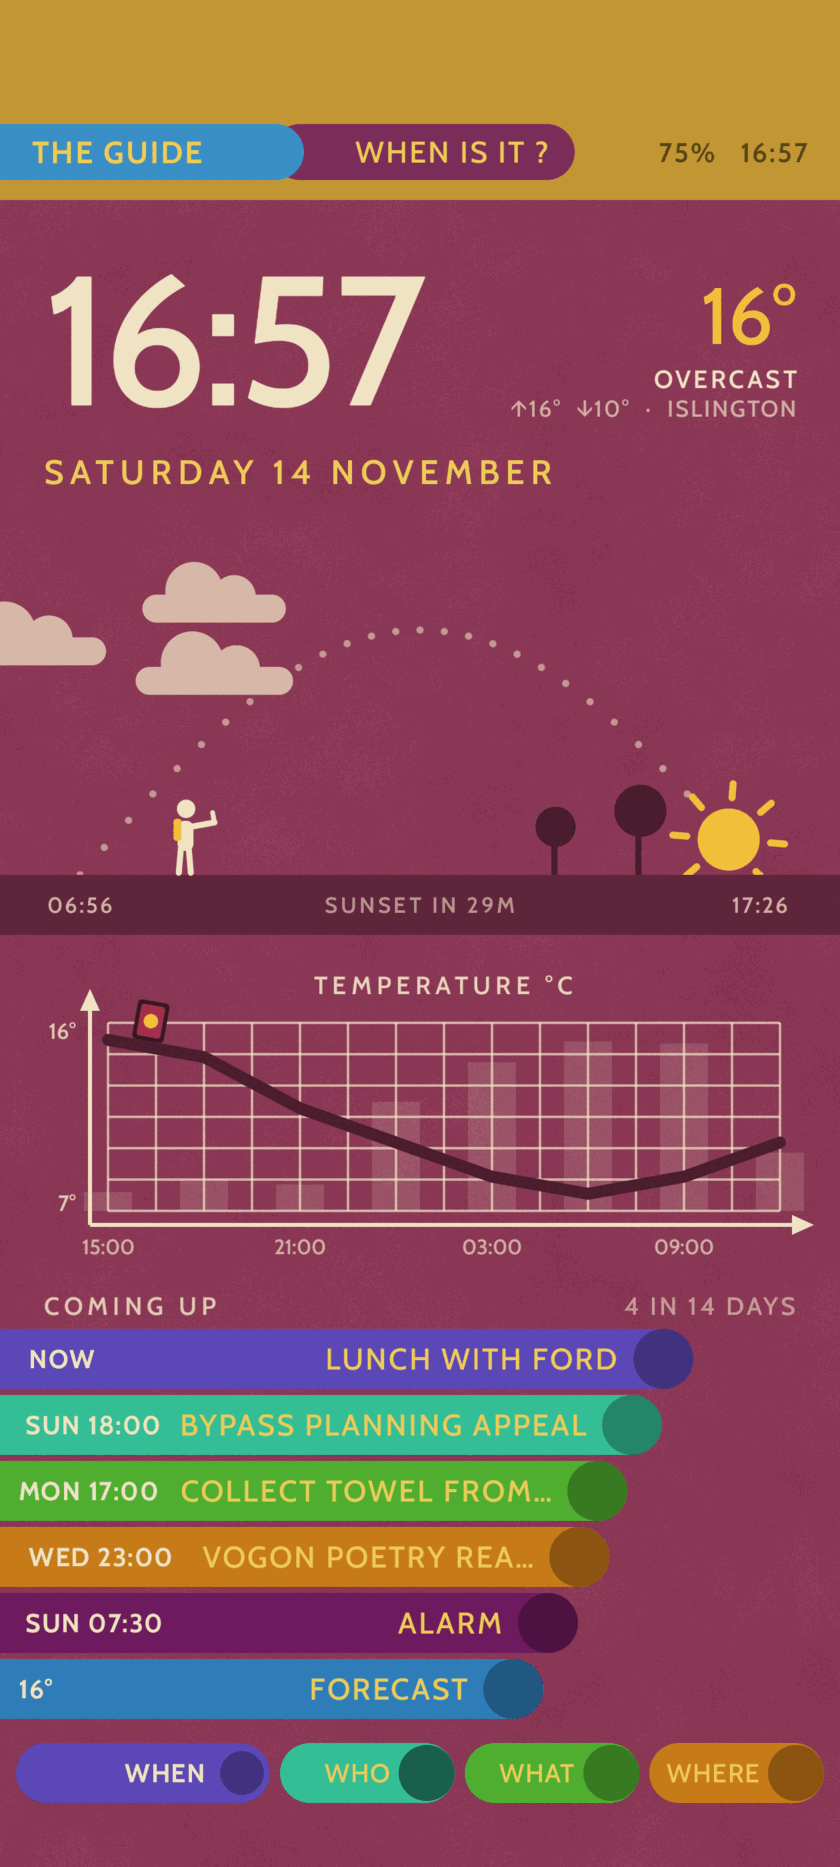 THE GUIDE WHEN IS IT ? 75% 16:57
16:57
16°
OVERCAST
↑16° ↓10° · ISLINGTON
SATURDAY 14 NOVEMBER
06:56 SUNSET IN 29M 17:26
TEMPERATURE °C
16°
7°
15:00 21:00 03:00 09:00
COMING UP 4 IN 14 DAYS
NOW LUNCH WITH FORD
SUN 18:00 BYPASS PLANNING APPEAL
MON 17:00 COLLECT TOWEL FROM...
WED 23:00 VOGON POETRY REA...
SUN 07:30 ALARM
16° FORECAST
WHEN WHO WHAT WHERE